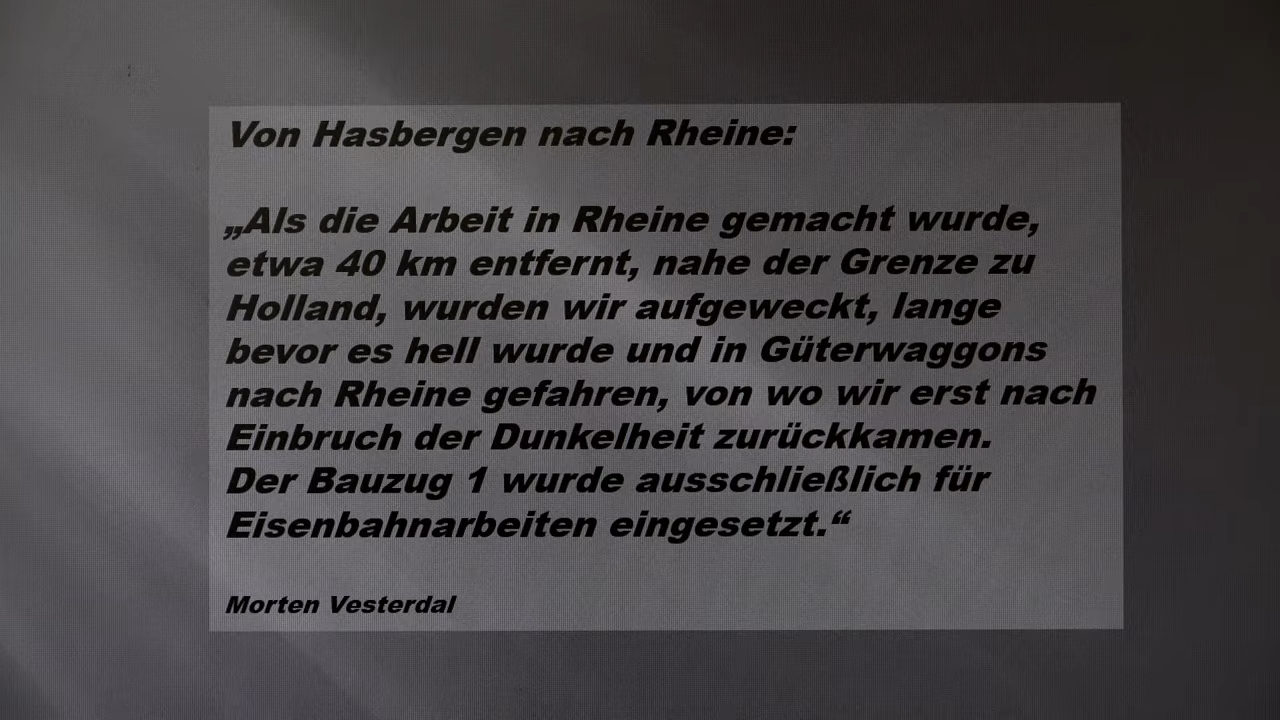 Von Hasbergen nach Rheine:
„Als die Arbeit in Rheine gemacht wurde,
etwa 40 km entfernt, nahe der Grenze zu
Holland, wurden wir aufgeweckt, lange
bevor es hell wurde und in Güterwaggons
nach Rheine gefahren, von wo wir erst nach
Einbruch der Dunkelheit zurückkamen.
Der Bauzug 1 wurde ausschließlich für
Eisenbahnarbeiten eingesetzt.“
Morten Vesterdal